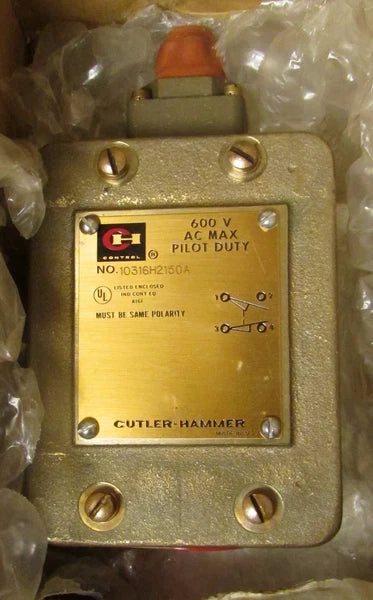 CH
CONTROL
®
600 V
AC MAX
PILOT DUTY
NO. 10316H2150A
UL
LISTED ENCLOSED
IND CONT EQ
MUST BE SAME POLARITY
1 2
3 4
CUTLER-HAMMER